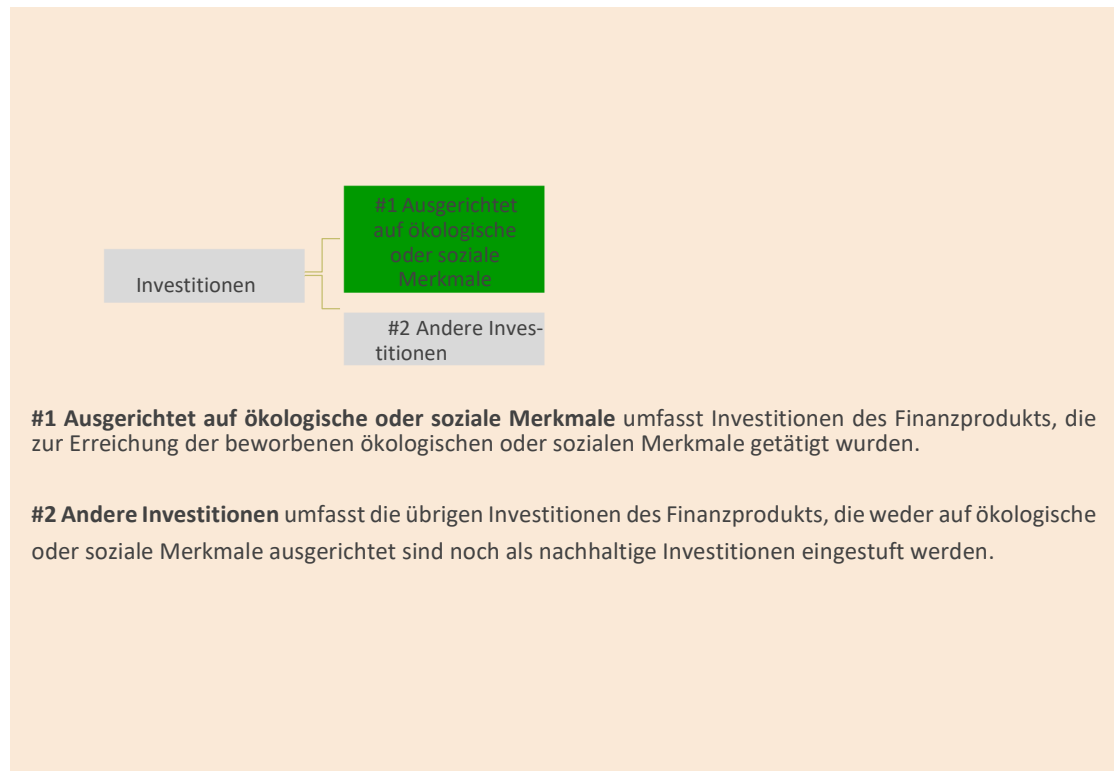 #1 Ausgerichtet
auf ökologische
oder soziale
Merkmale
Investitionen
#2 Andere Inves-
titionen
#1 Ausgerichtet auf ökologische oder soziale Merkmale umfasst Investitionen des Finanzprodukts, die
zur Erreichung der beworbenen ökologischen oder sozialen Merkmale getätigt wurden.
#2 Andere Investitionen umfasst die übrigen Investitionen des Finanzprodukts, die weder auf ökologische
oder soziale Merkmale ausgerichtet sind noch als nachhaltige Investitionen eingestuft werden.